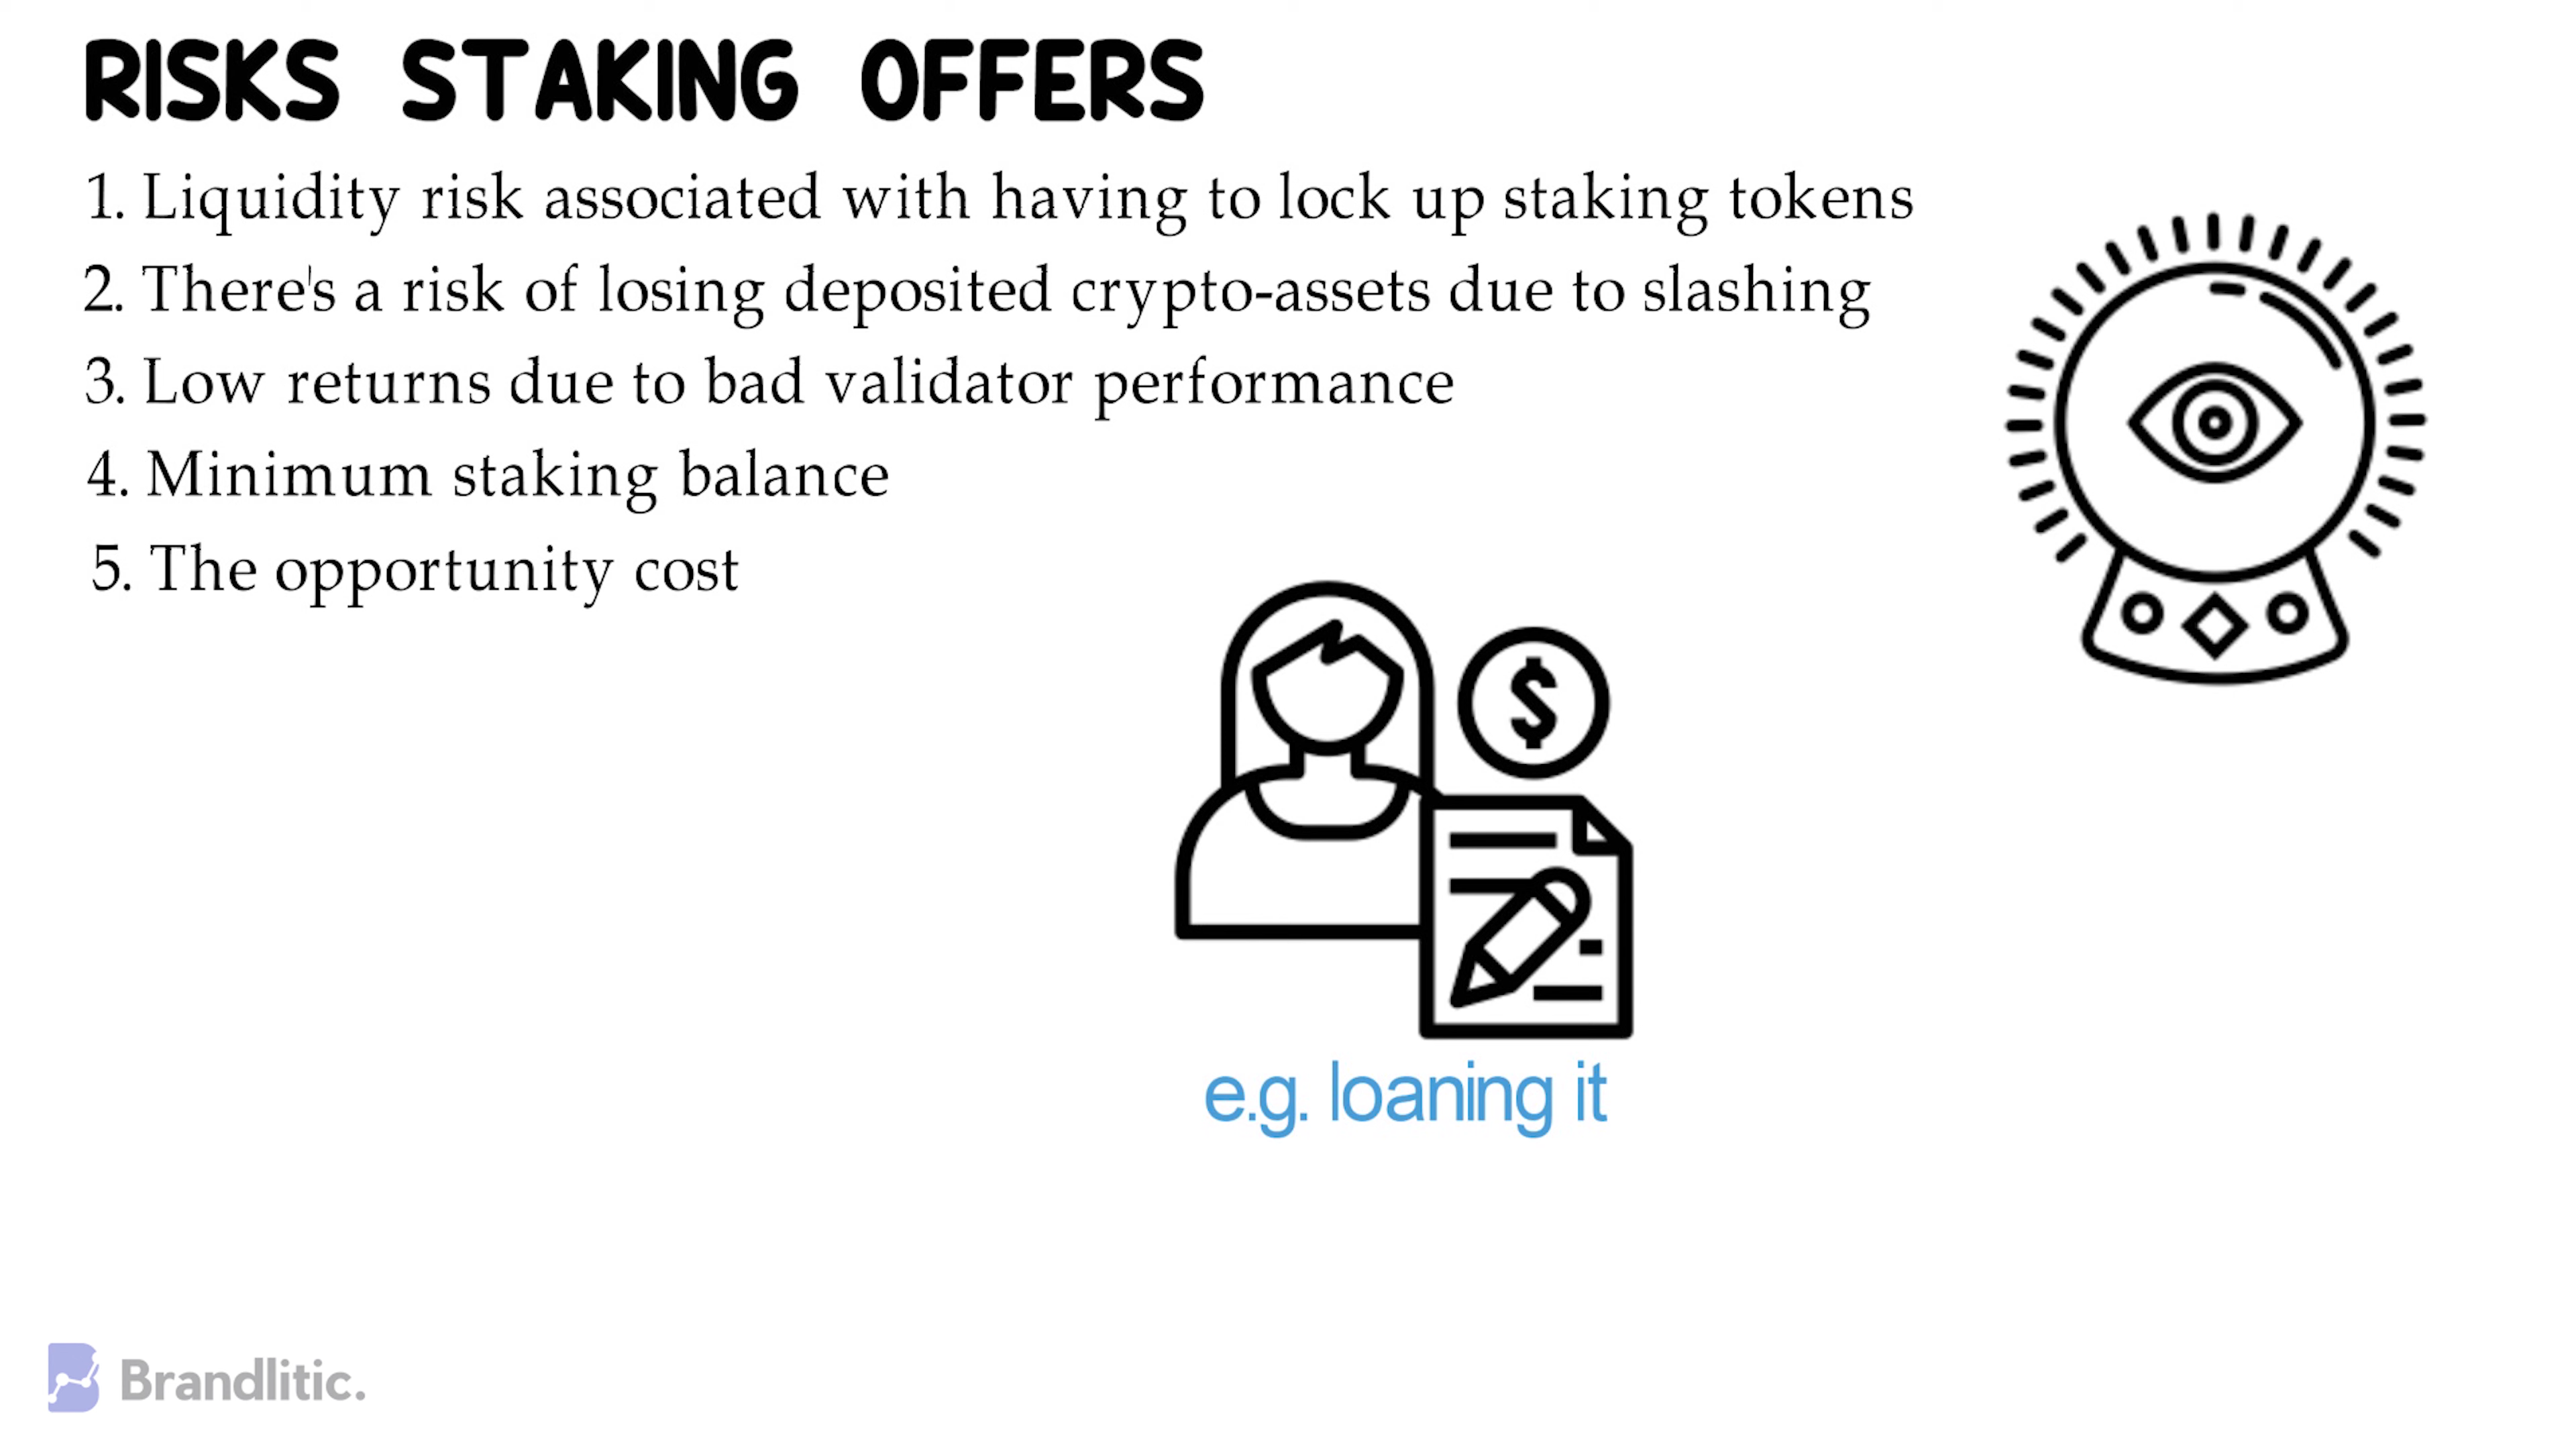 RISKS STAKING OFFERS
1. Liquidity risk associated with having to lock up staking tokens
2. There's a risk of losing deposited crypto-assets due to slashing
3. Low returns due to bad validator performance
4. Minimum staking balance
5. The opportunity cost
$
e.g. loaning it
Brandlitic.